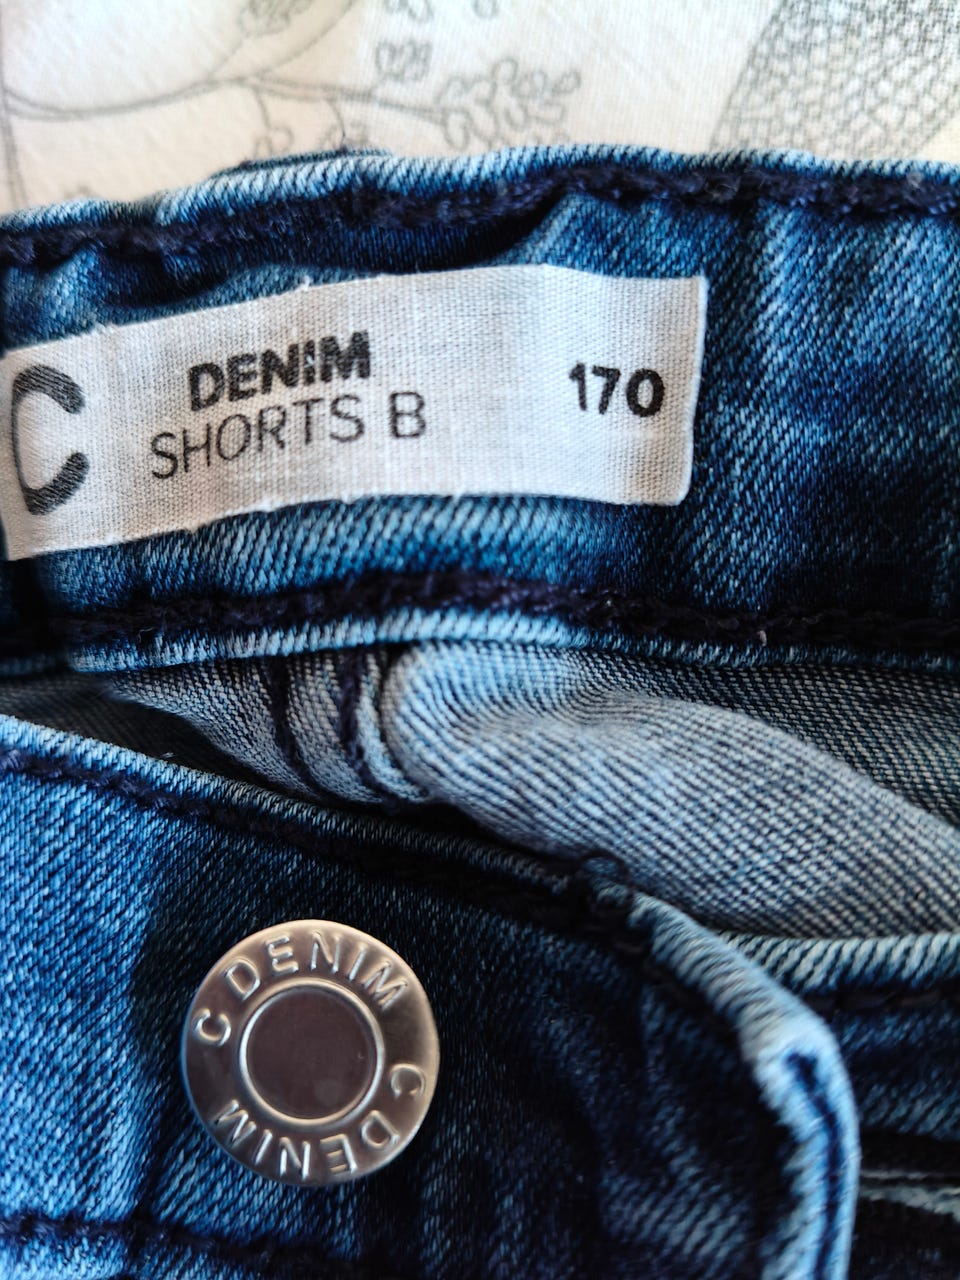 C
DENIM
SHORTS B
170
C DENIM
C DENIM